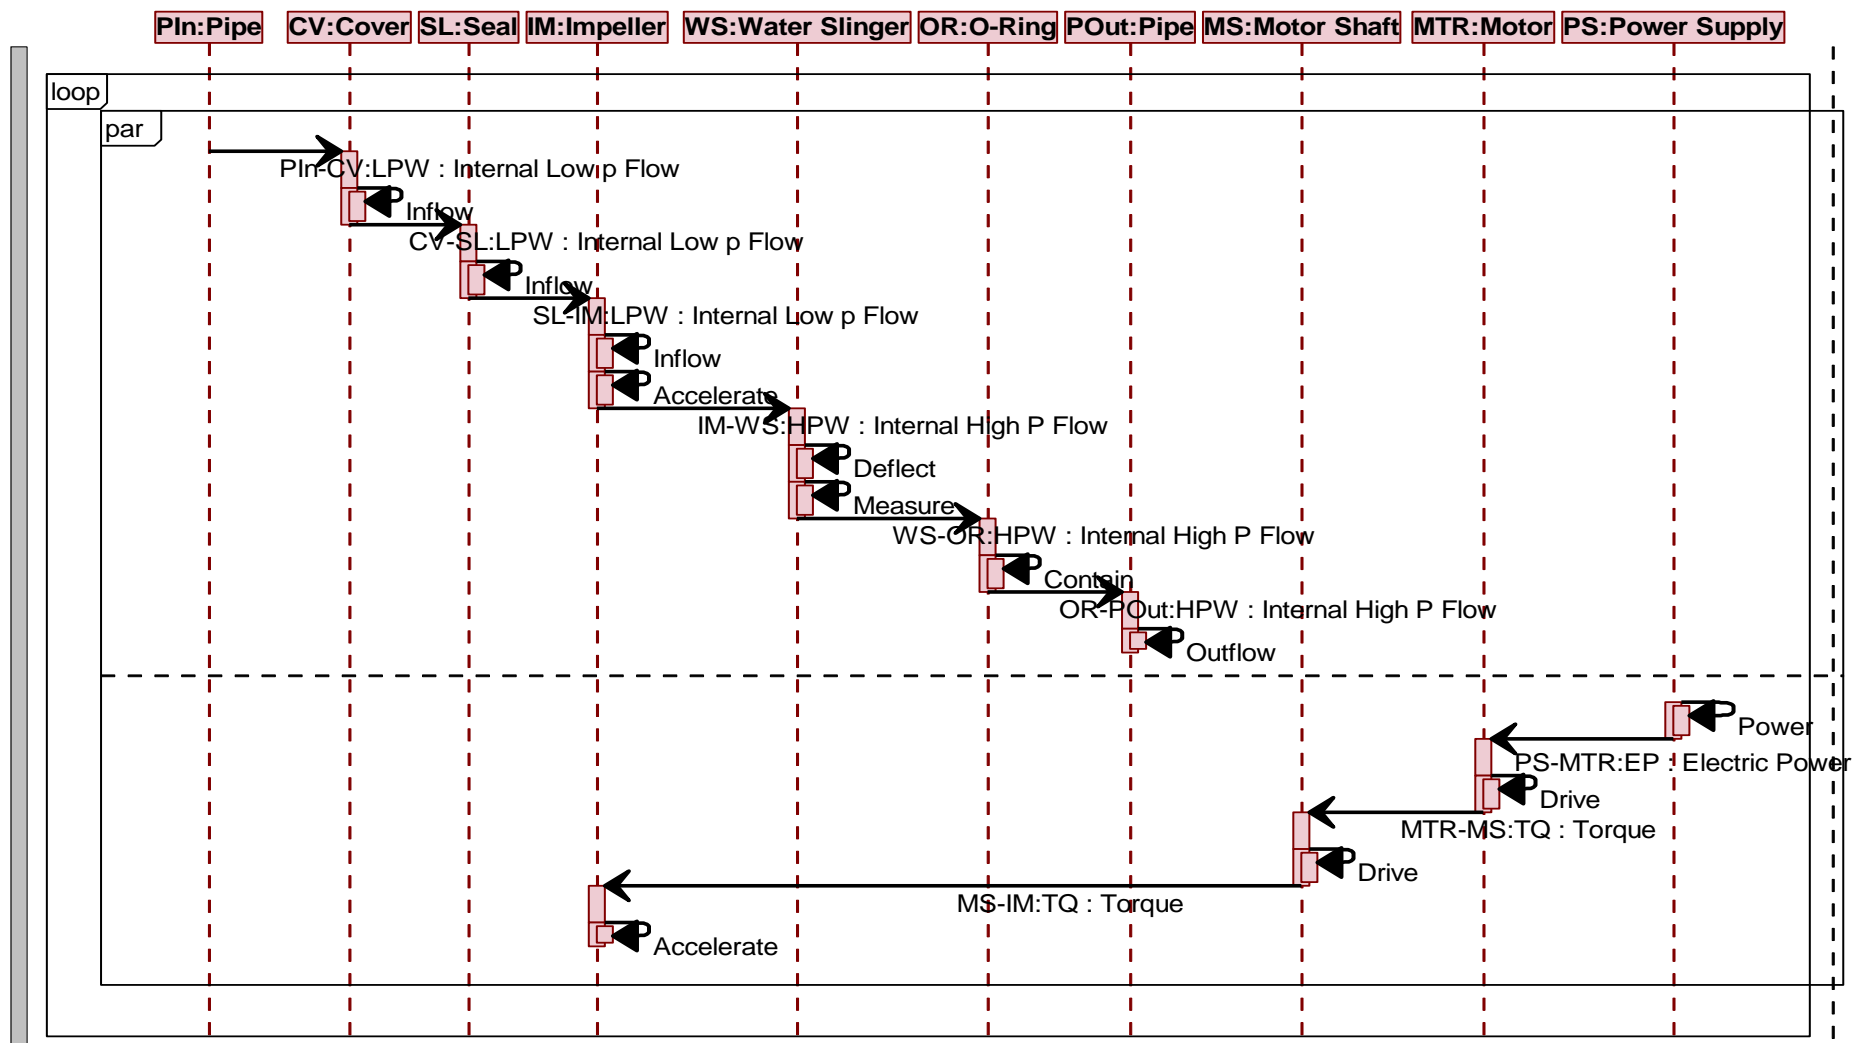 PIn:Pipe CV:Cover SL:Seal IM:Impeller WS:Water Slinger OR:O-Ring POut:Pipe MS:Motor Shaft MTR:Motor PS:Power Supply
loop
par
PIn-CV:LPW : Internal Low p Flow
Inflow
CV-SL:LPW : Internal Low p Flow
Inflow
SL-IM:LPW : Internal Low p Flow
Inflow
Accelerate
IM-WS:HPW : Internal High P Flow
Deflect
Measure
WS-OR:HPW : Internal High P Flow
Contain
OR-POut:HPW : Internal High P Flow
Outflow
Power
PS-MTR:EP : Electric Power
Drive
MTR-MS:TQ : Torque
Drive
MS-IM:TQ : Torque
Accelerate